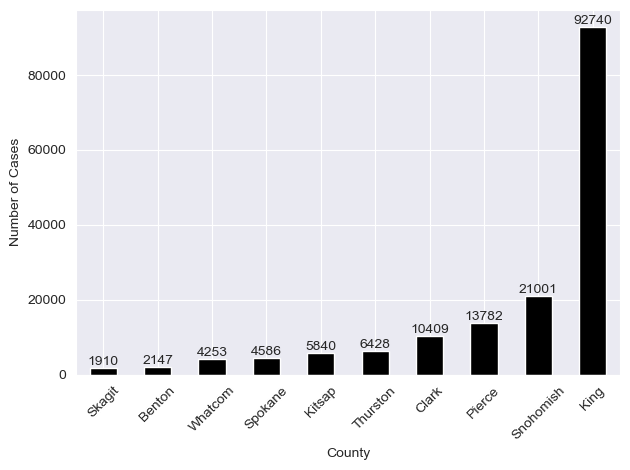 92740
80000
60000
40000
20000
0
Number of Cases
1910
2147
4253
4586
5840
6428
10409
13782
21001
Skagit
Benton
Whatcom
Spokane
Kitsap
Thurston
Clark
Pierce
Snohomish
King
County